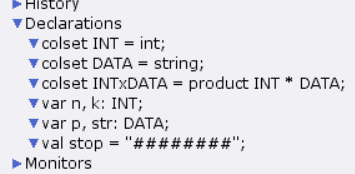 History
Declarations
colset INT = int;
colset DATA = string;
colset INTxDATA = product INT * DATA;
var n, k: INT;
var p, str: DATA;
val stop = "########";
Monitors